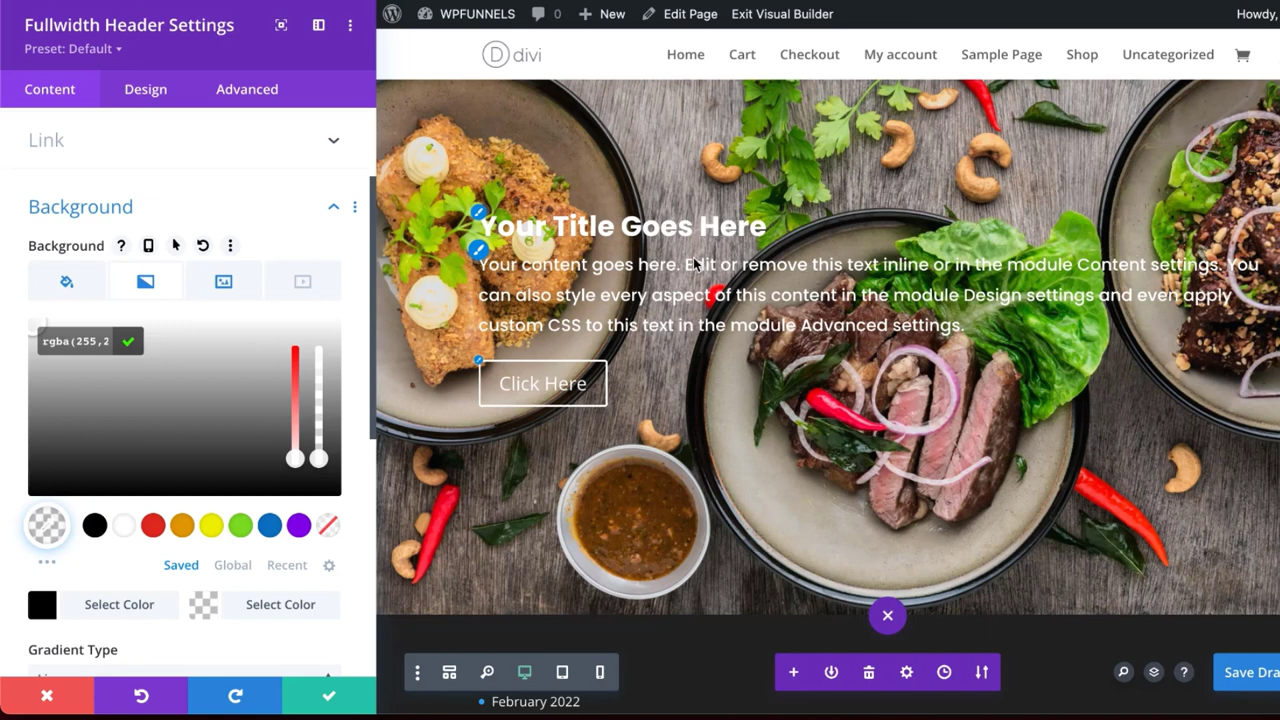 Fullwidth Header Settings
Preset: Default
Content
Design
Advanced
Link
Background
Background
?
rgba(255,2
Saved
Global
Recent
Select Color
Select Color
Gradient Type
WPFUNNELS
0
New
Edit Page
Exit Visual Builder
Howdy,
D divi
Home
Cart
Checkout
My account
Sample Page
Shop
Uncategorized
Your Title Goes Here
Your content goes here. Edit or remove this text inline or in the module Content settings. You
can also style every aspect of this content in the module Design settings and even apply
custom CSS to this text in the module Advanced settings.
Click Here
?
Save Dra
February 2022